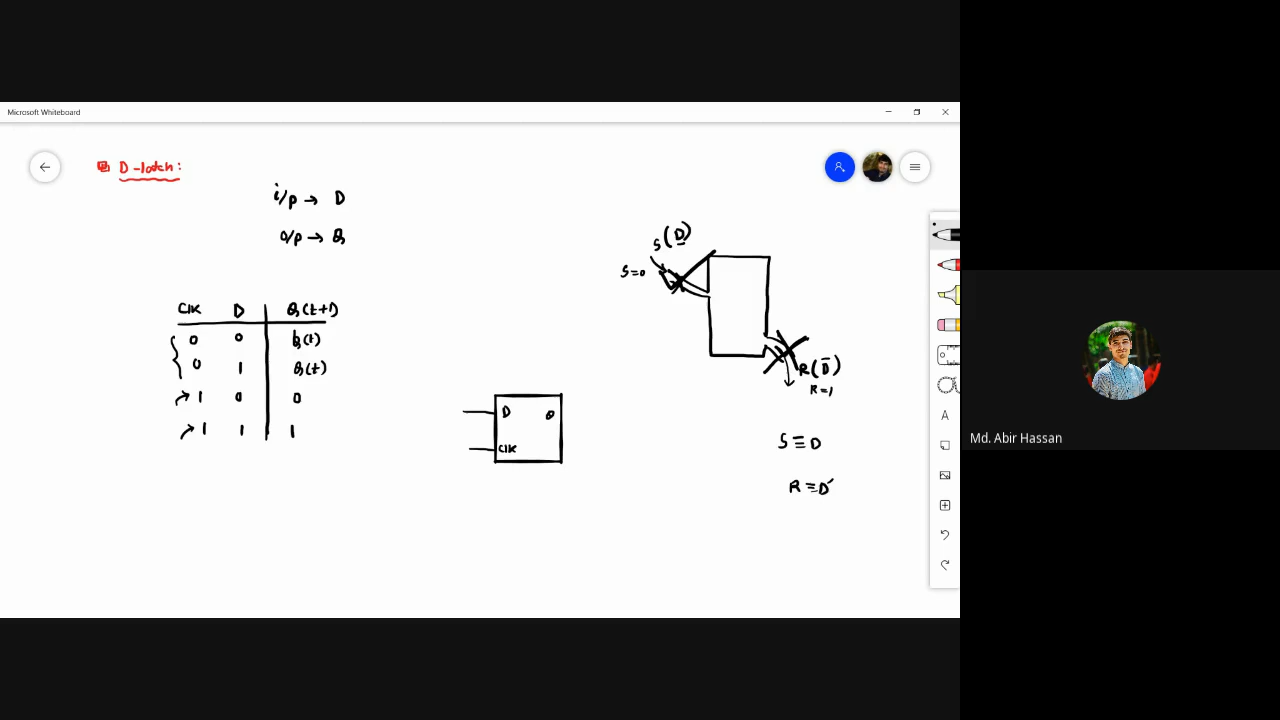 Microsoft Whiteboard
D-latch:
i/p → D
o/p → Q
CLK D Q(t+1)
0 0 Q(t)
0 1 Q(t)
1 0 0
1 1 1
D Q
CLK
S(D)
S=0
R(D̅)
R=1
S≡D
R≡D′
A
Md. Abir Hassan